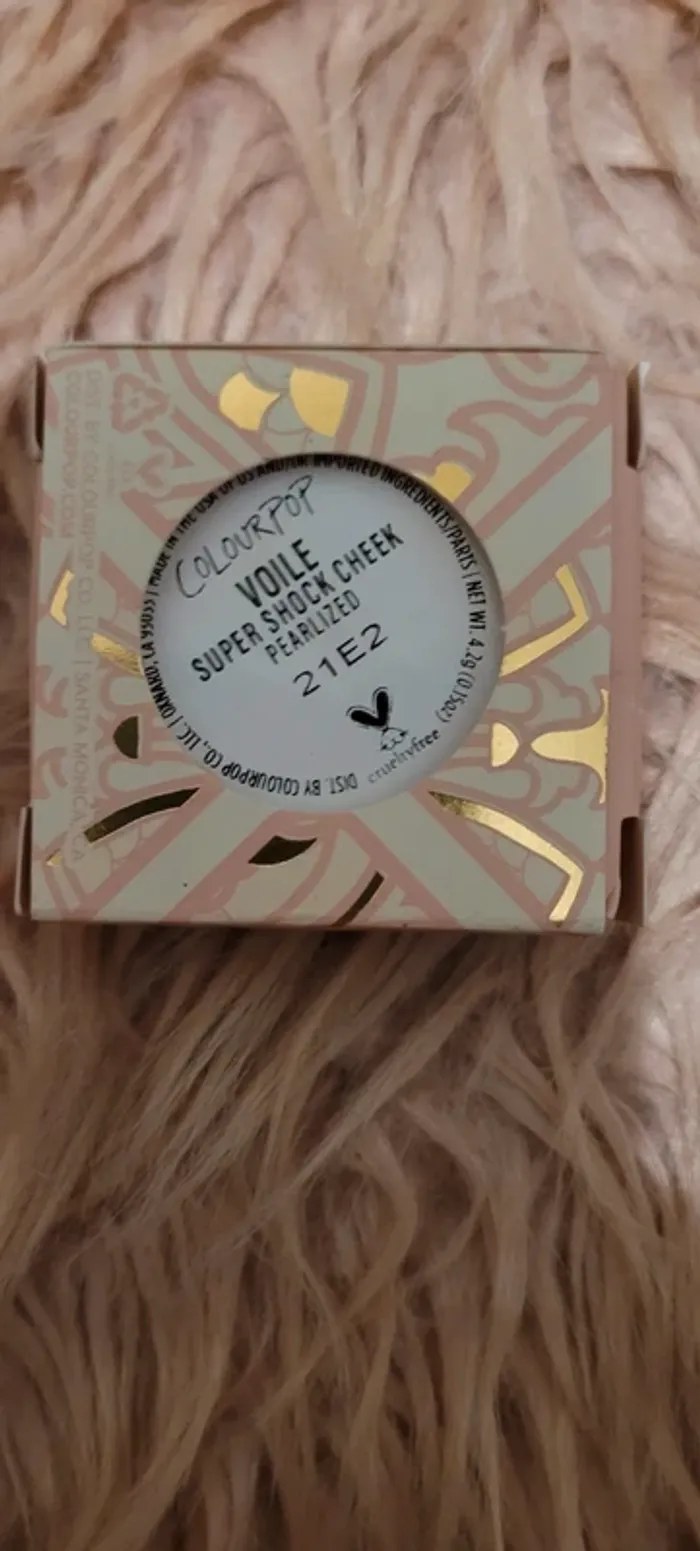 COLOURPOP
VOILE
SUPER SHOCK CHEEK
PEARLIZED
21E2
crueltyfree
DIST. BY COLOURPOP CO., LLC. | OXNARD, CA 93033 | MADE IN THE USA OF US AND/OR IMPORTED INGREDIENTS/PARTS | NET WT. 4.2g (0.15oz)
DIST. BY COLOURPOP CO., LLC. | SANTA MONICA, CA
COLOURPOP.COM